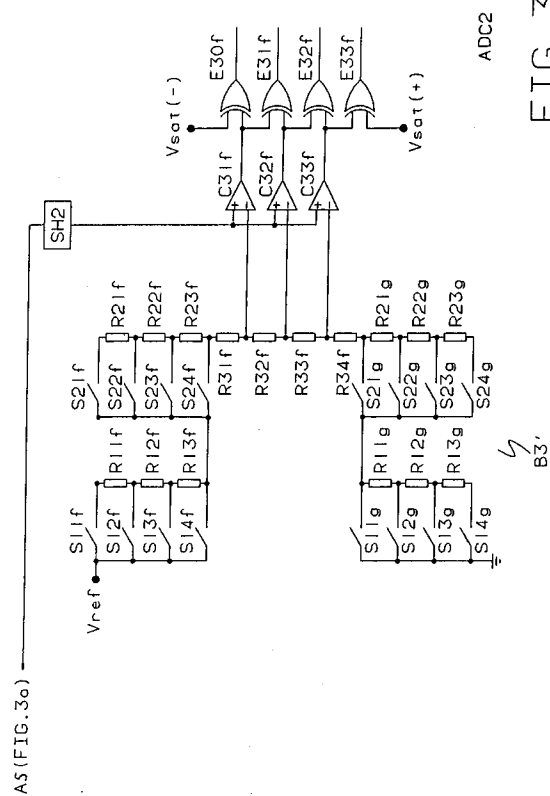 AS(FIG.3a)
SH2
Vref
S11f
S12f
S13f
S14f
R11f
R12f
R13f
S21f
S22f
S23f
S24f
R21f
R22f
R23f
R31f
R32f
R33f
R34f
S11g
S12g
S13g
S14g
R11g
R12g
R13g
S21g
S22g
S23g
S24g
R21g
R22g
R23g
C31f
C32f
C33f
+
-
+
-
+
-
Vsat(-)
Vsat(+)
E30f
E31f
E32f
E33f
B3'
ADC2
FIG